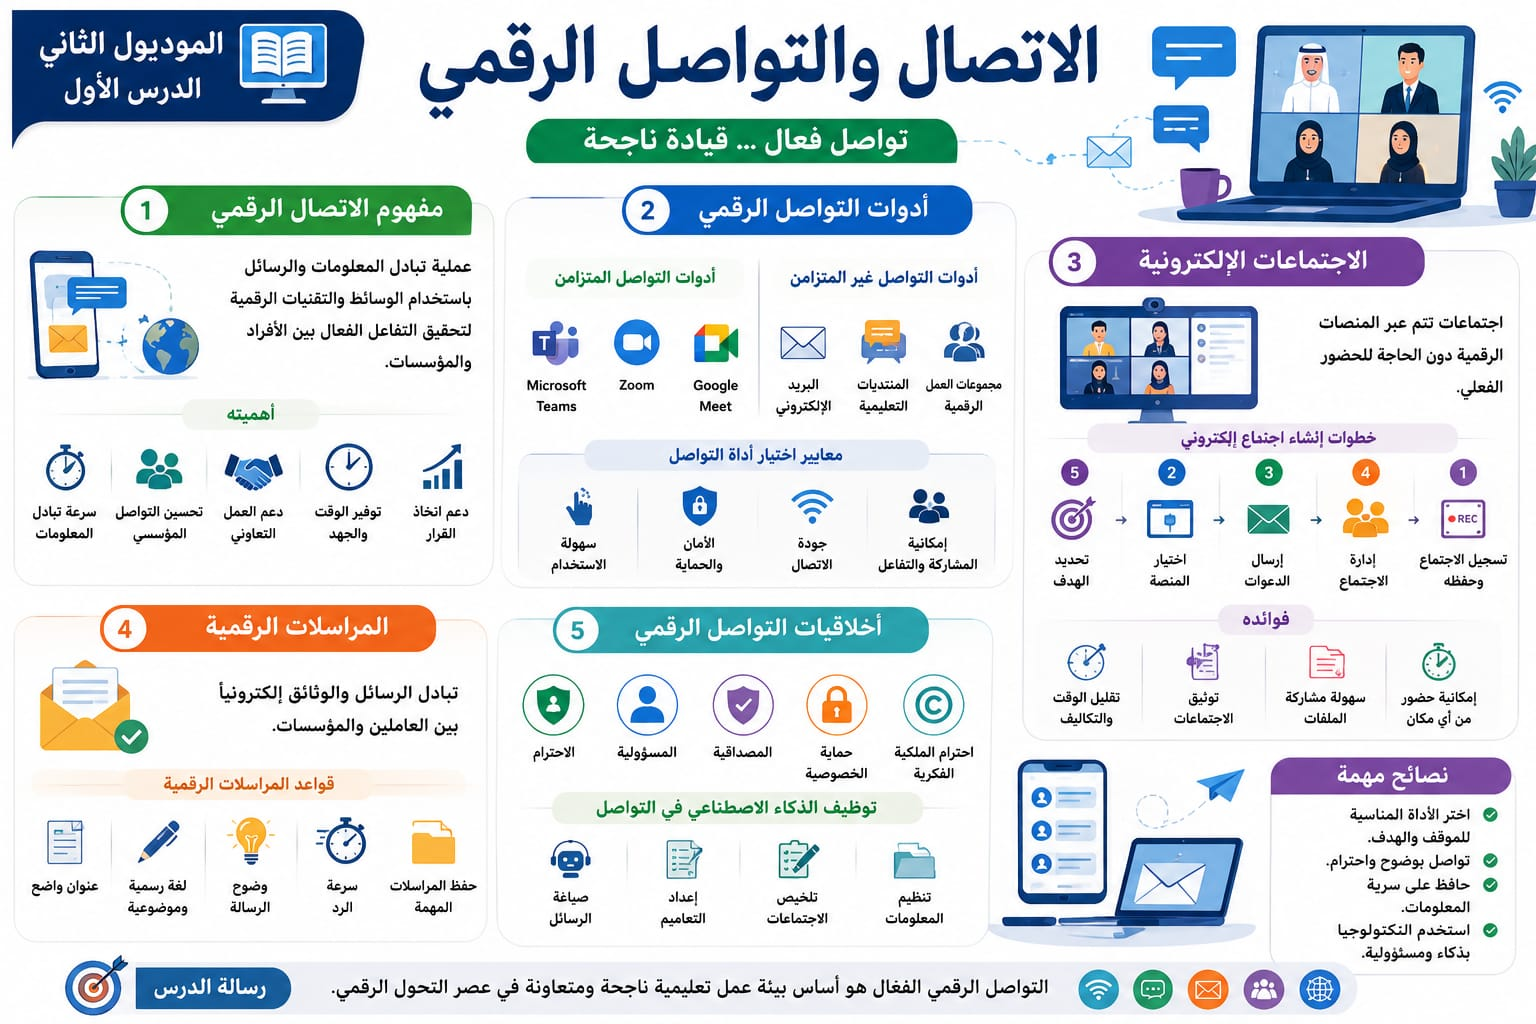 الموديول الثاني
الدرس الأول
الاتصال والتواصل الرقمي
تواصل فعال ... قيادة ناجحة
1
مفهوم الاتصال الرقمي
عملية تبادل المعلومات والرسائل
باستخدام الوسائط والتقنيات الرقمية
لتحقيق التفاعل الفعال بين الأفراد
والمؤسسات.
أهميته
دعم اتخاذ
القرار
توفير الوقت
والجهد
دعم العمل
التعاوني
تحسين التواصل
المؤسسي
سرعة تبادل
المعلومات
2
أدوات التواصل الرقمي
أدوات التواصل غير المتزامن
مجموعات العمل
الرقمية
المنتديات
التعليمية
البريد
الإلكتروني
أدوات التواصل المتزامن
Google
Meet
Zoom
T
Microsoft
Teams
معايير اختيار أداة التواصل
إمكانية
المشاركة والتفاعل
جودة
الاتصال
الأمان
والحماية
سهولة
الاستخدام
3
الاجتماعات الإلكترونية
اجتماعات تتم عبر المنصات
الرقمية دون الحاجة للحضور
الفعلي.
خطوات إنشاء اجتماع إلكتروني
1
REC
تسجيل الاجتماع
وحفظه
4
إدارة
الاجتماع
3
إرسال
الدعوات
2
اختيار
المنصة
5
تحديد
الهدف
فوائده
إمكانية حضور
من أي مكان
سهولة مشاركة
الملفات
توثيق
الاجتماعات
تقليل الوقت
والتكاليف
4
المراسلات الرقمية
تبادل الرسائل والوثائق إلكترونياً
بين العاملين والمؤسسات.
قواعد المراسلات الرقمية
حفظ المراسلات
المهمة
سرعة
الرد
وضوح
الرسالة
لغة رسمية
وموضوعية
عنوان واضع
5
أخلاقيات التواصل الرقمي
احترام الملكية
الفكرية
حماية
الخصوصية
المصداقية
المسؤولية
الاحترام
توظيف الذكاء الاصطناعي في التواصل
تنظيم
المعلومات
تلخيص
الاجتماعات
إعداد
التعاميم
صياغة
الرسائل
نصائح مهمة
اختر الأداة المناسبة
للموقف والهدف.
تواصل بوضوح واحترام.
حافظ على سرية
المعلومات.
استخدم التكنولوجيا
بذكاء ومسئؤولية.
رسالة الدرس
التواصل الرقمي الفغال هو أساس بيئة عمل تعليمية ناجحة ومتعاونة في عصر التحول الرقمي.